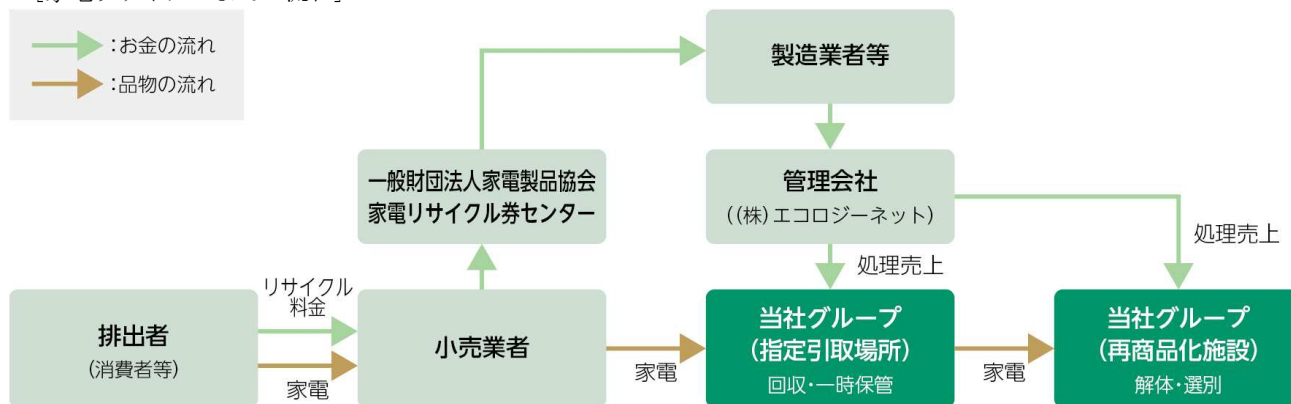 :お金の流れ
:品物の流れ
製造業者等
一般財団法人家電製品協会
家電リサイクル券センター
管理会社
((株)エコロジーネット)
処理売上
処理売上
リサイクル
料金
排出者
(消費者等)
家電
小売業者
家電
当社グループ
(指定引取場所)
回収・一時保管
家電
当社グループ
(再商品化施設)
解体・選別